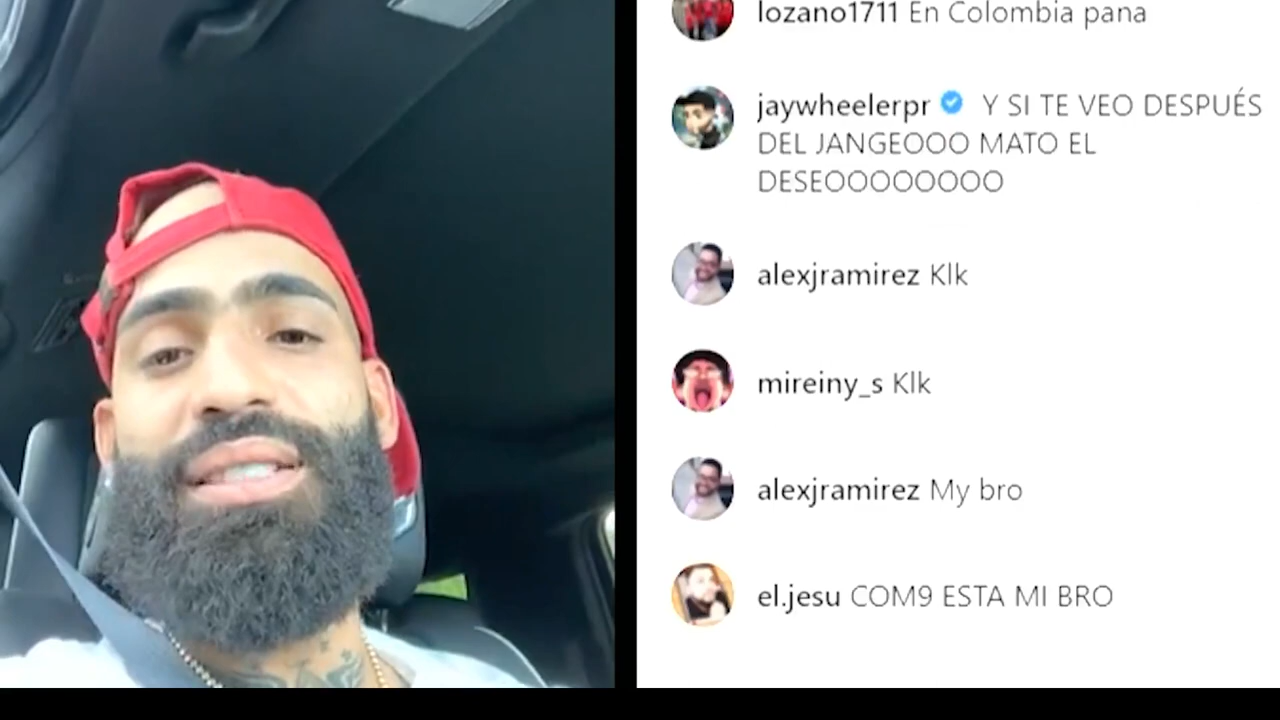 lozano1711 En Colombia pana
jaywheelerpr Y SI TE VEO DESPUÉS
DEL JANGEOOO MATO EL
DESEOOOOOOOO
alexjramirez Klk
mireiny_s Klk
alexjramirez My bro
el.jesu COM9 ESTA MI BRO